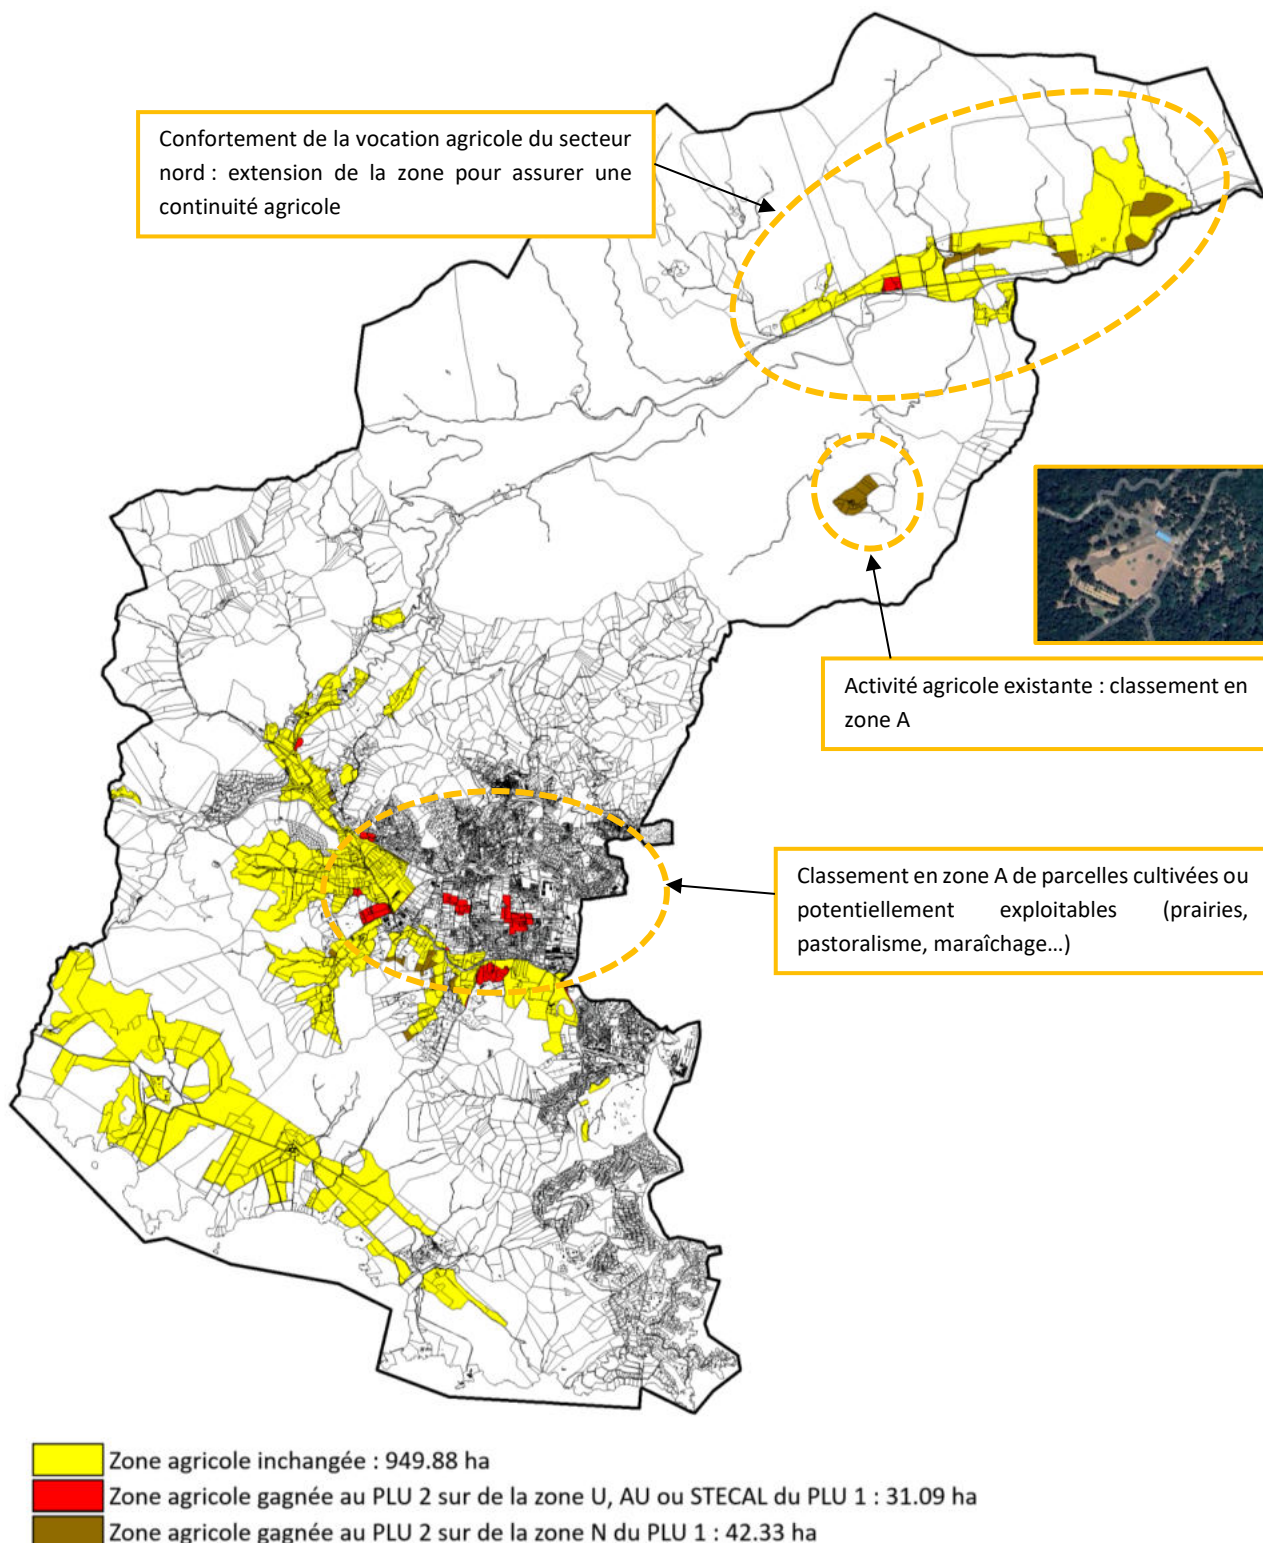 Confortement de la vocation agricole du secteur
nord : extension de la zone pour assurer une
continuité agricole
Activité agricole existante : classement en
zone A
Classement en zone A de parcelles cultivées ou
potentiellement exploitables (prairies,
pastoralisme, maraîchage…)
Zone agricole inchangée : 949.88 ha
Zone agricole gagnée au PLU 2 sur de la zone U, AU ou STECAL du PLU 1 : 31.09 ha
Zone agricole gagnée au PLU 2 sur de la zone N du PLU 1 : 42.33 ha